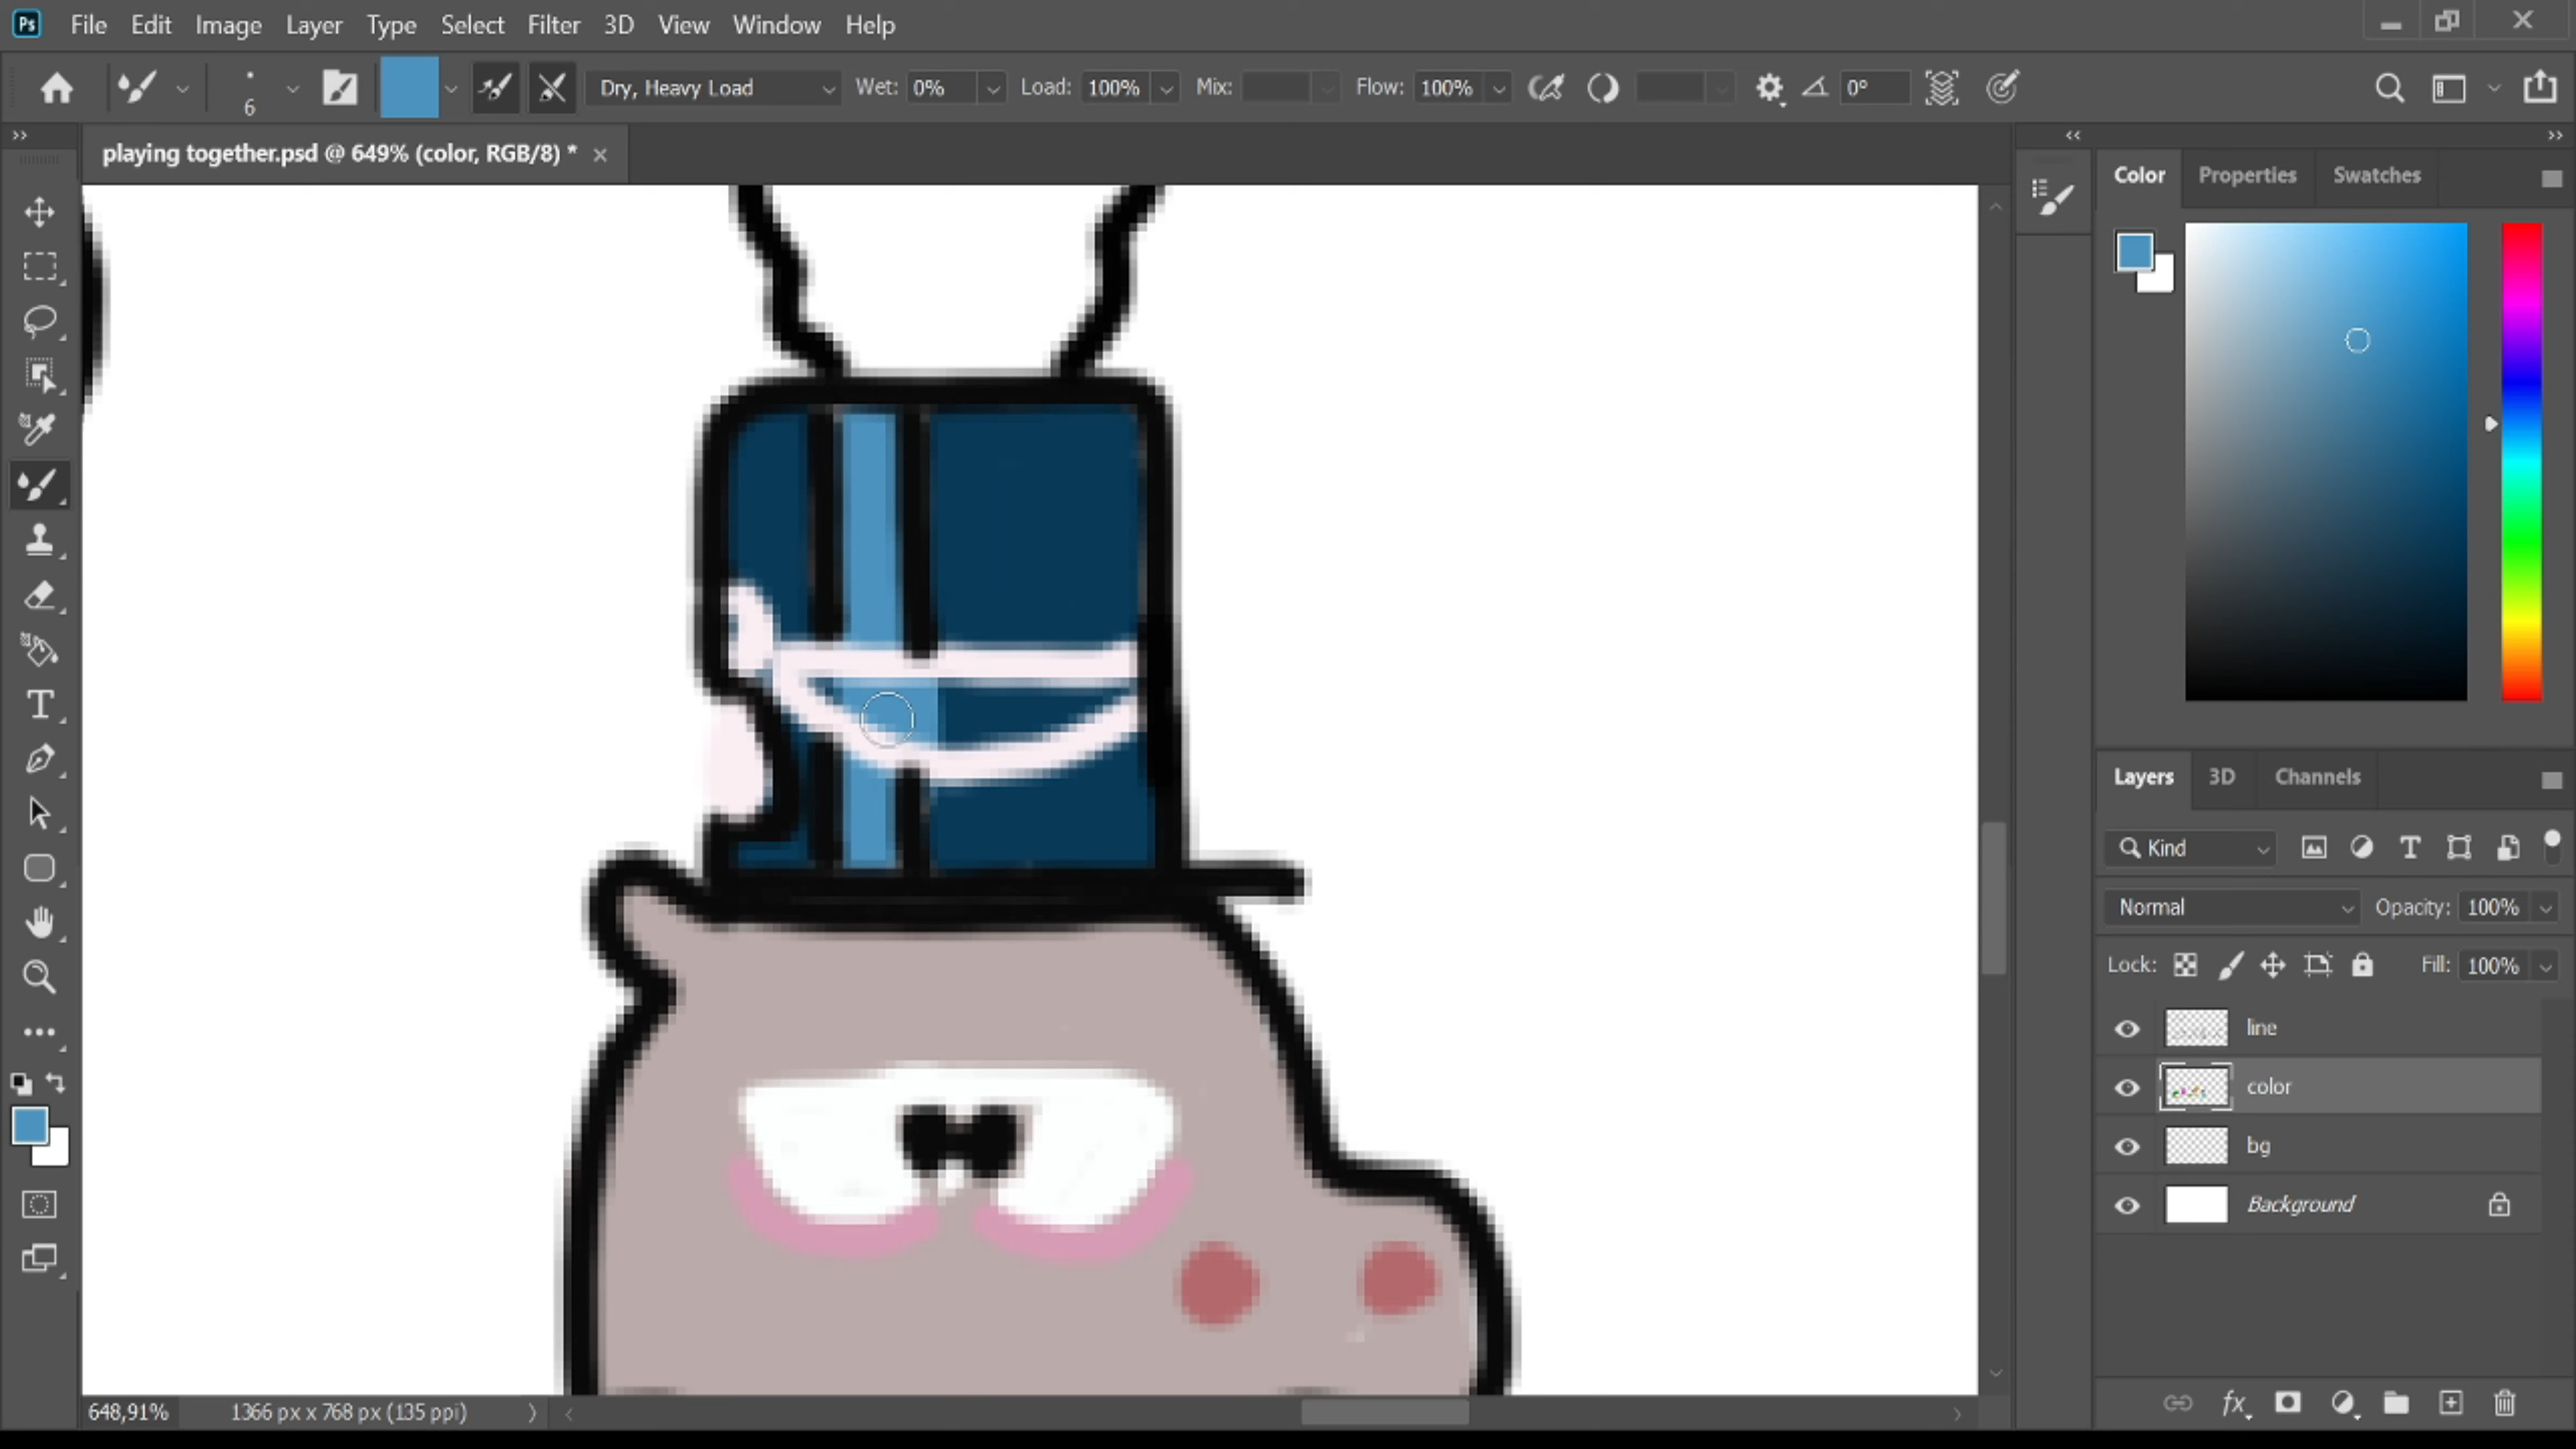 Ps File Edit Image Layer Type Select Filter 3D View Window Help
6 Dry, Heavy Load Wet: 0% Load: 100% Mix: Flow: 100% 0°
playing together.psd @ 649% (color, RGB/8) *
Color Properties Swatches
Layers 3D Channels
Kind
Normal Opacity: 100%
Lock: Fill: 100%
line
color
bg
Background
648,91% 1366 px x 768 px (135 ppi)
fx